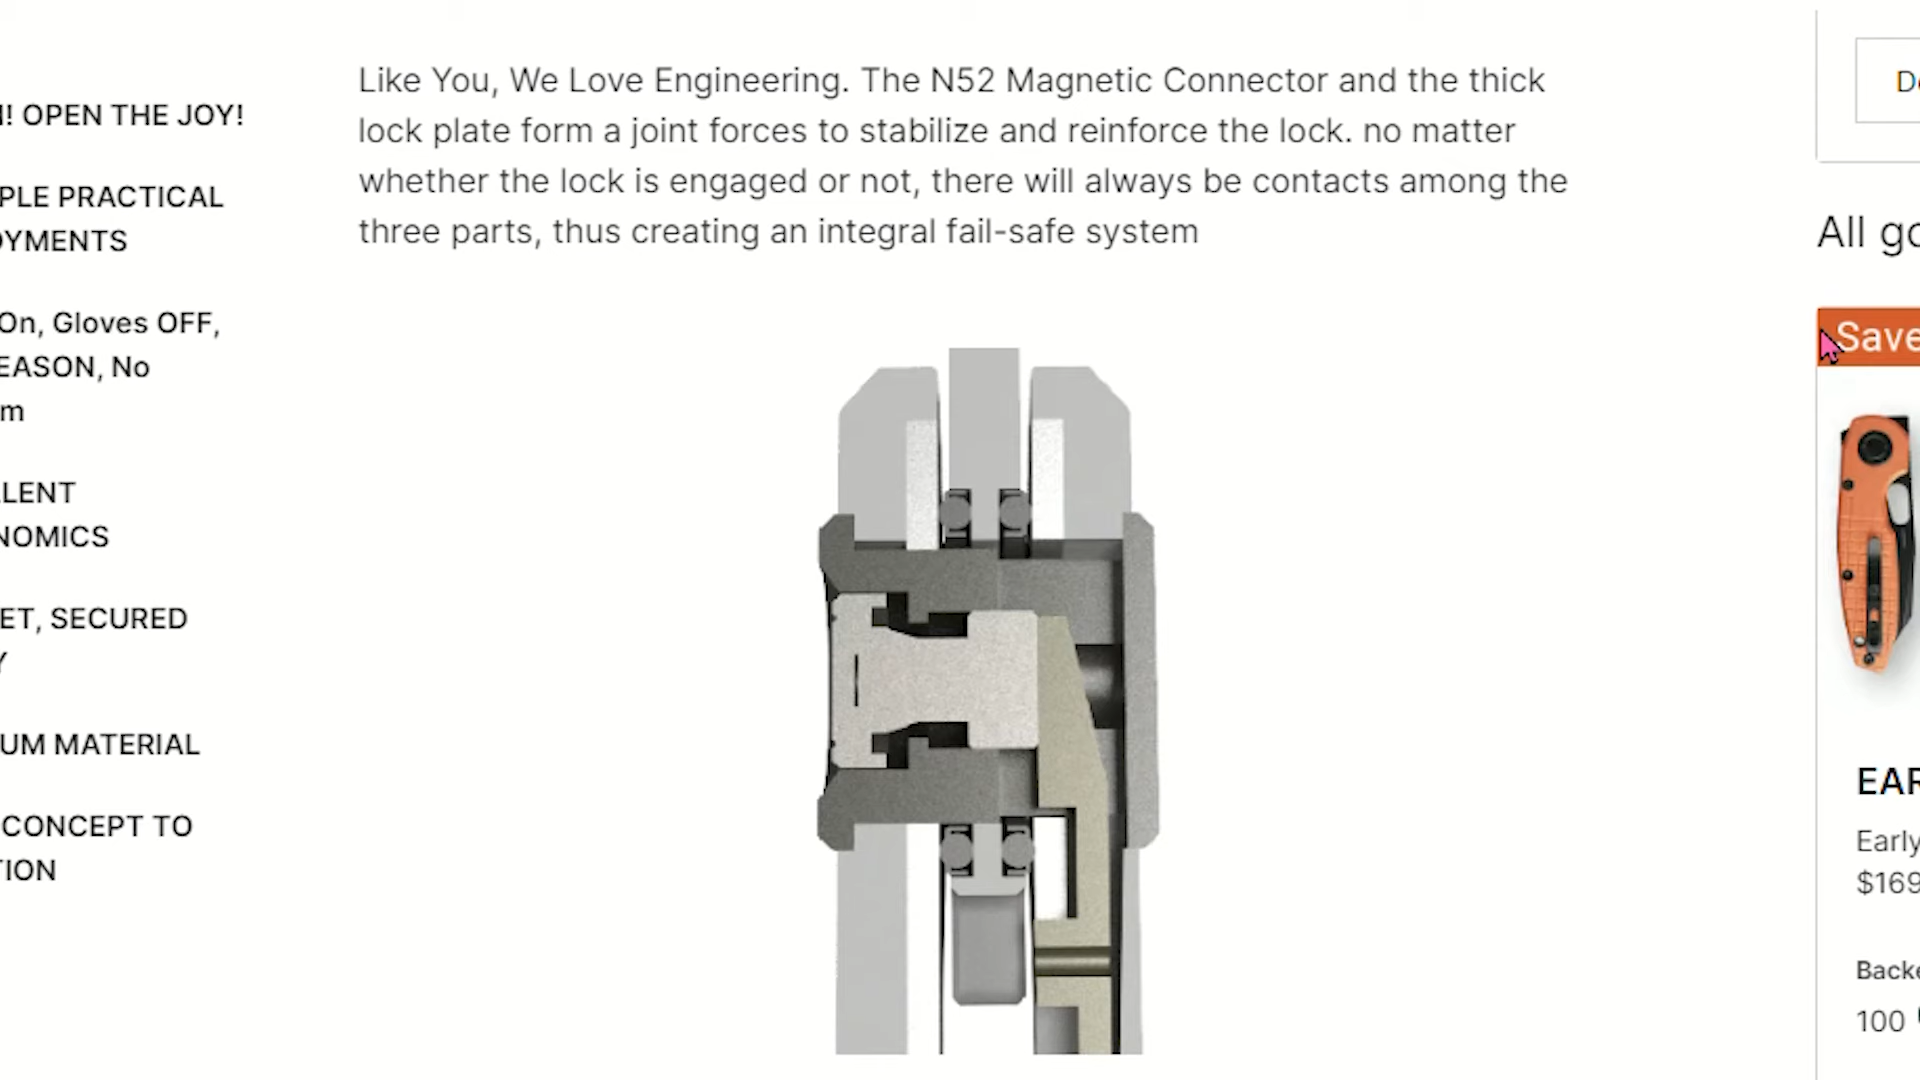 ! OPEN THE JOY!
PLE PRACTICAL
OYMENTS
On, Gloves OFF,
EASON, No
m
LENT
NOMICS
ET, SECURED
Y
UM MATERIAL
CONCEPT TO
TION
Like You, We Love Engineering. The N52 Magnetic Connector and the thick
lock plate form a joint forces to stabilize and reinforce the lock. no matter
whether the lock is engaged or not, there will always be contacts among the
three parts, thus creating an integral fail-safe system
All go
Save
EAR
Early
$169
Backe
100